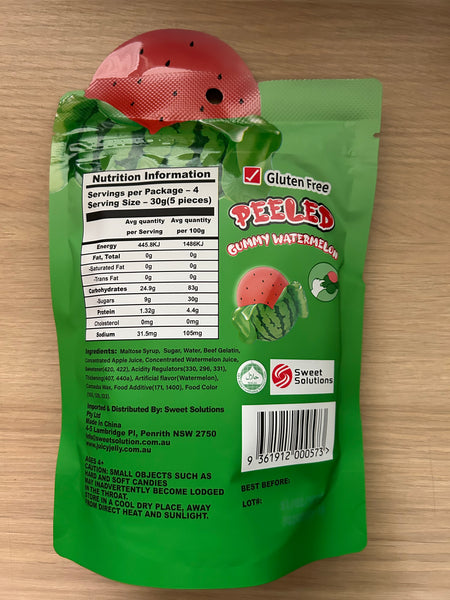 Nutrition Information
Servings per Package – 4
Serving Size – 30g(5 pieces)
Avg quantity per Serving Avg quantity per 100g
Energy 445.8KJ 1486KJ
Fat, Total 0g 0g
-Saturated Fat 0g 0g
-Trans Fat 0g 0g
Carbohydrates 24.9g 83g
-Sugars 9g 30g
Protein 1.32g 4.4g
Cholesterol 0mg 0mg
Sodium 31.5mg 105mg
Ingredients: Maltose Syrup, Sugar, Water, Beef Gelatin,
Concentrated Apple Juice, Concentrated Watermelon Juice,
Sweetener(420, 422), Acidity Regulators(330, 296, 331),
Thickening(407, 440a), Artificial flavor(Watermelon),
Carnauba Wax, Food Additive(171, 1400), Food Color
Imported & Distributed By: Sweet Solutions
Pty Ltd
Made in China
4-5 Lambridge Pl, Penrith NSW 2750
info@sweetsolution.com.au
www.juicyjelly.com.au
AGES 4+
CAUTION: SMALL OBJECTS SUCH AS
HARD AND SOFT CANDIES
MAY INADVERTENTLY BECOME LODGED
IN THE THROAT.
STORE IN A COOL DRY PLACE, AWAY
FROM DIRECT HEAT AND SUNLIGHT.
Gluten Free
PEELED
GUMMY WATERMELON
حلال
Sweet
Solutions
9 361912 000573
BEST BEFORE:
LOTS: